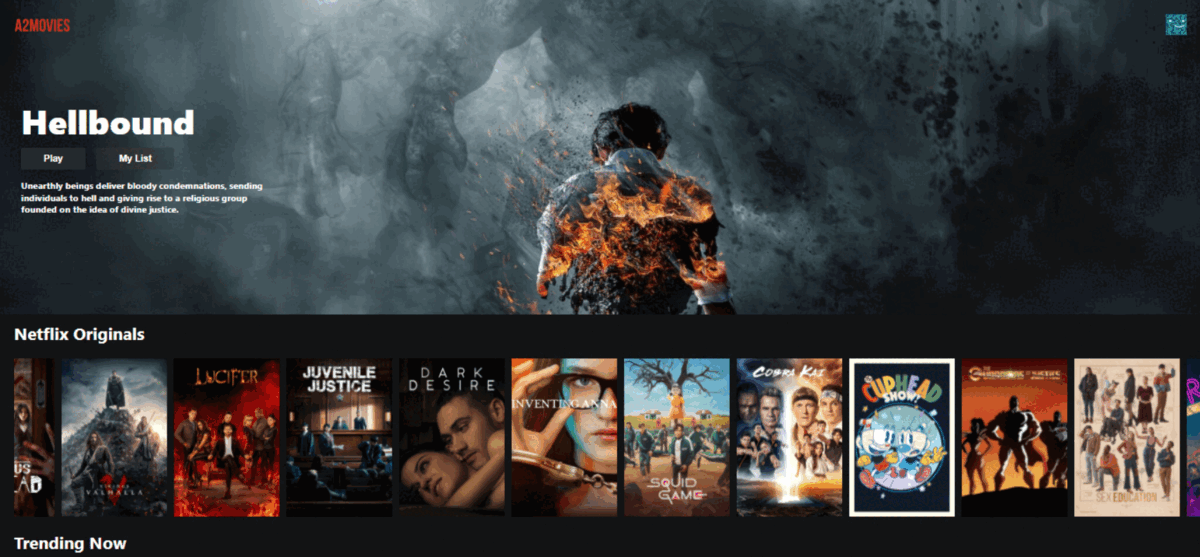 A2MOVIES
Hellbound
Play
My List
Unearthly beings deliver bloody condemnations, sending
individuals to hell and giving rise to a religious group
founded on the idea of divine justice.
Netflix Originals
US
AD
VALHALLA
LUCIFER
JUVENILE
JUSTICE
DARK
DESIRE
INVENTING ANNA
SQUID
GAME
COBRA KAI
THE
CUPHEAD
SHOW!
SEX EDUCATION
Trending Now